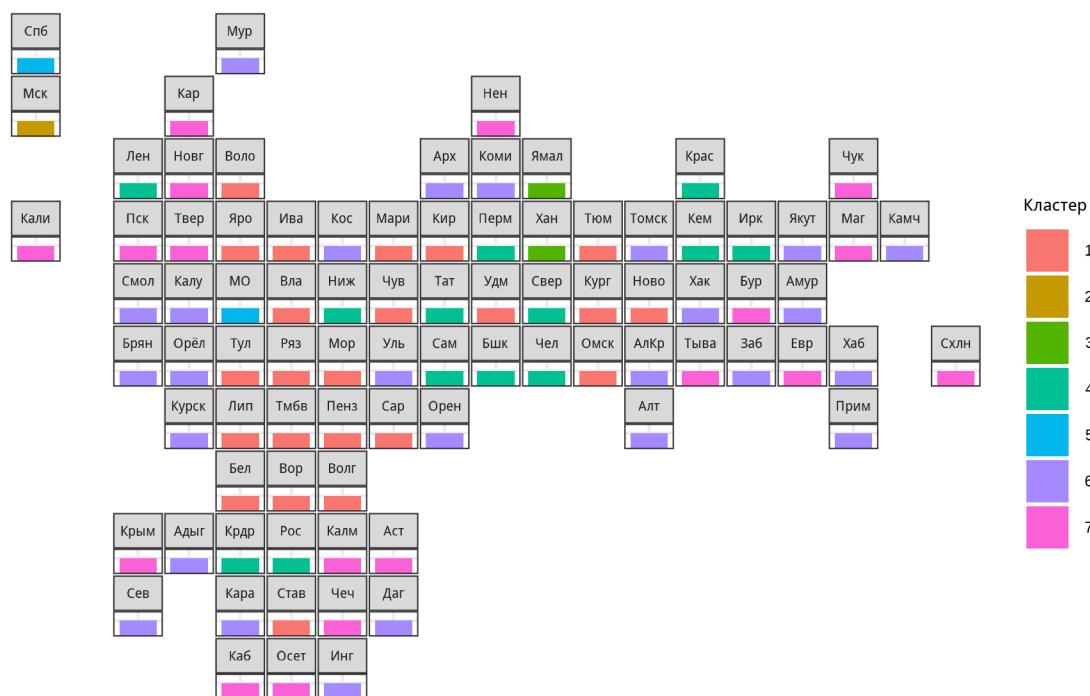 Спб Мур
Мск Кар Нен
Лен Новг Воло Арх Коми Ямал Крас Чук
Кали Пск Твер Яро Ива Кос Мари Кир Перм Хан Тюм Томск Кем Ирк Якут Маг Камч
Смол Калу МО Вла Ниж Чув Тат Удм Свер Кург Ново Хак Бур Амур
Брян Орёл Тул Ряз Мор Уль Сам Бшк Чел Омск АлКр Тыва Заб Евр Хаб Схлн
Курск Лип Тмбв Пенз Сар Орен Алт Прим
Бел Вор Волг
Крым Адыг Крдр Рос Калм Аст
Сев Кара Став Чеч Даг
Каб Осет Инг
Кластер
1
2
3
4
5
6
7